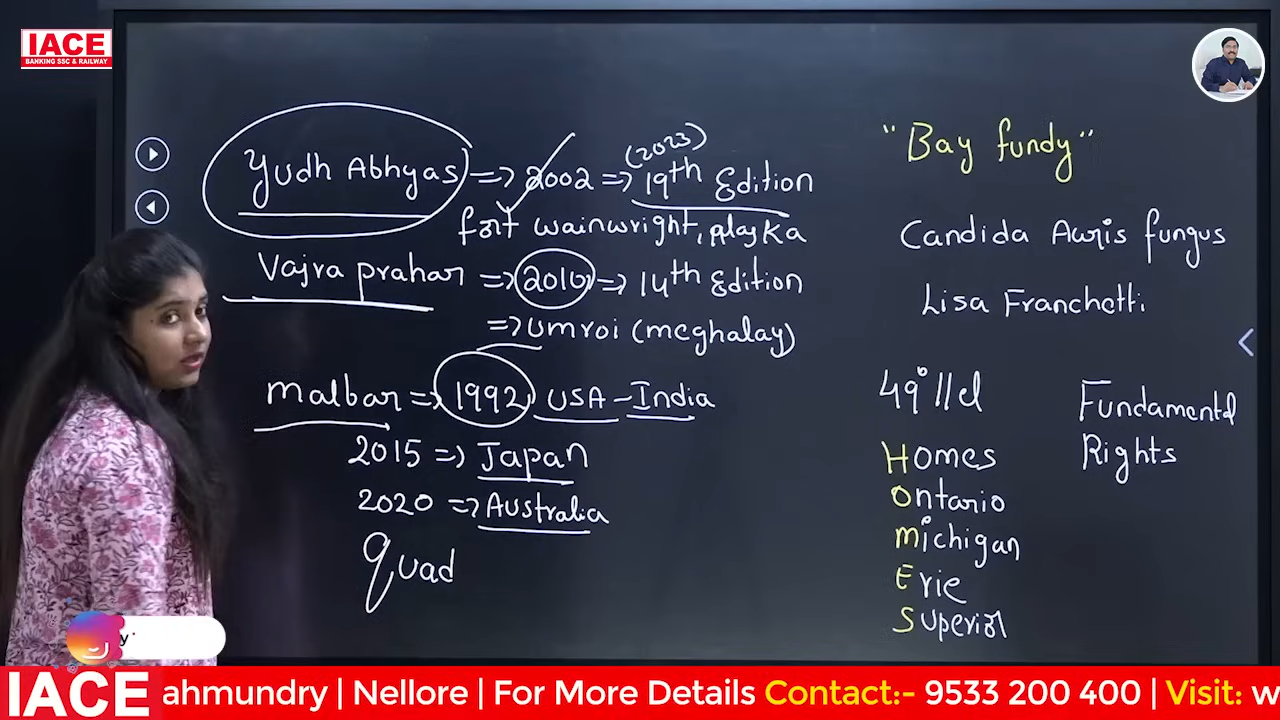 IACE
BANKING SSC & RAILWAY
(2023)
Yudh Abhyas => 2002 => 19th Edition
fort wainwright, Alaska
Vajra prahar => 2010 => 14th Edition
=> umroi (meghalay)
malbar => 1992 USA - India
2015 => Japan
2020 => Australia
Quad
"Bay fundy"
Candida Auris fungus
Lisa Franchetti
49° llel
Homes
Ontario
Michigan
Erie
Superior
Fundamental
Rights
y
IACE ahmundry | Nellore | For More Details Contact:- 9533 200 400 | Visit: w